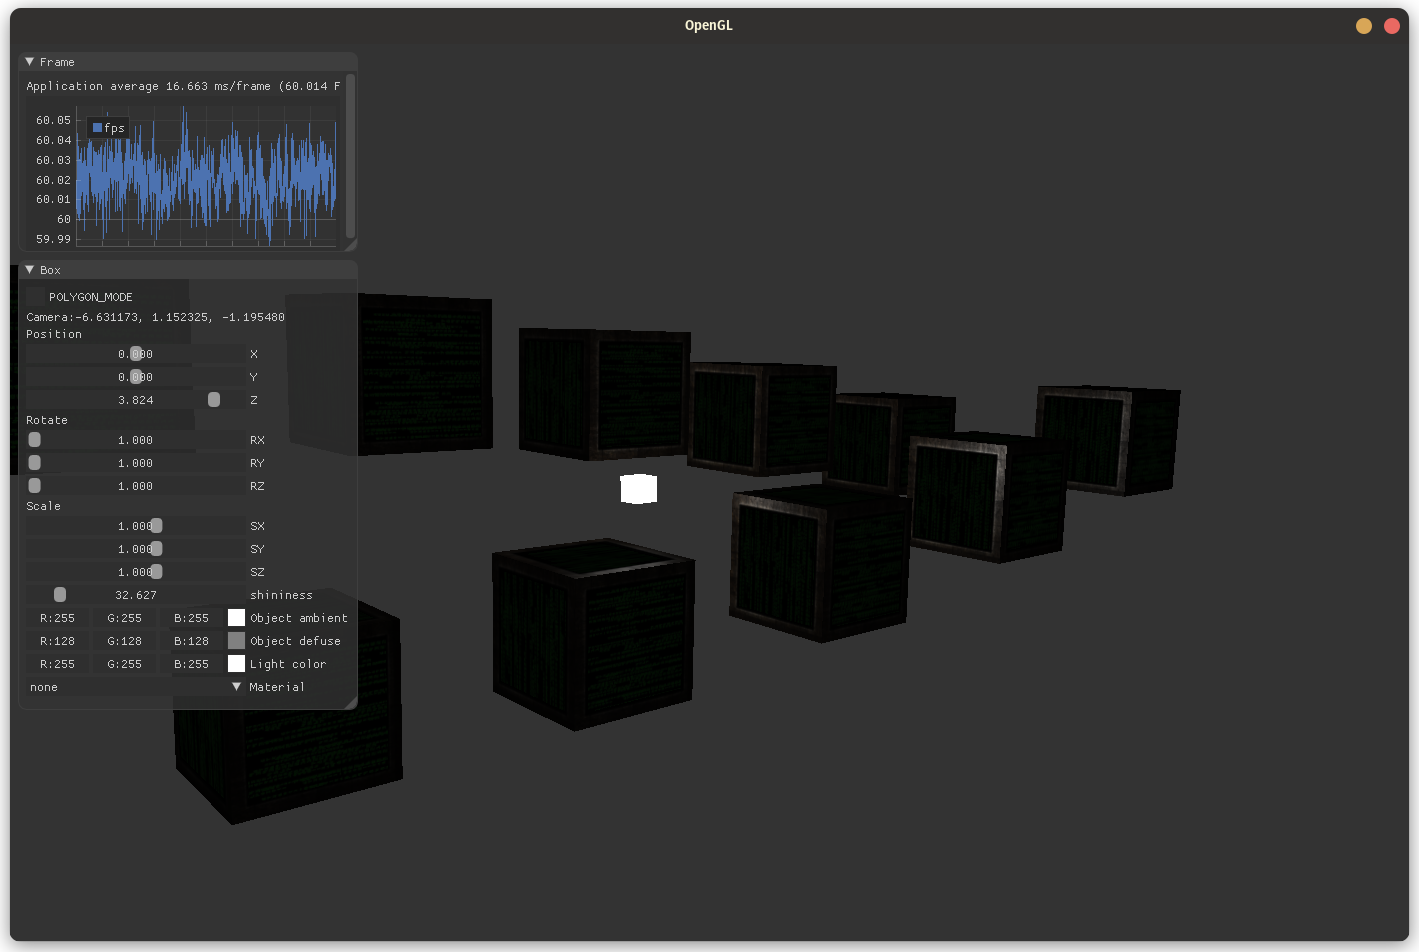 OpenGL
Frame
Application average 16.663 ms/frame (60.014 F
fps
60.05
60.04
60.03
60.02
60.01
60
59.99
Box
POLYGON_MODE
Camera:-6.631173, 1.152325, -1.195480
Position
0.000 X
0.000 Y
3.824 Z
Rotate
1.000 RX
1.000 RY
1.000 RZ
Scale
1.000 SX
1.000 SY
1.000 SZ
32.627 shininess
R:255 G:255 B:255 Object ambient
R:128 G:128 B:128 Object defuse
R:255 G:255 B:255 Light color
none Material